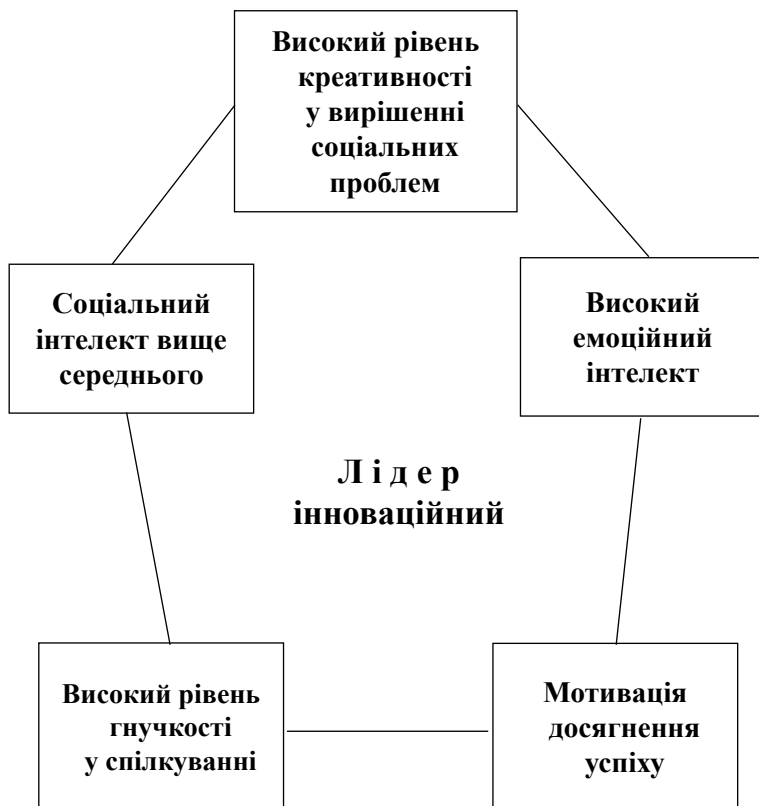 Високий рівень
креативності
у вирішенні
соціальних
проблем
Соціальний
інтелект вище
середнього
Високий
емоційний
інтелект
Л і д е р
інноваційний
Високий рівень
гнучкості
у спілкуванні
Мотивація
досягнення
успіху